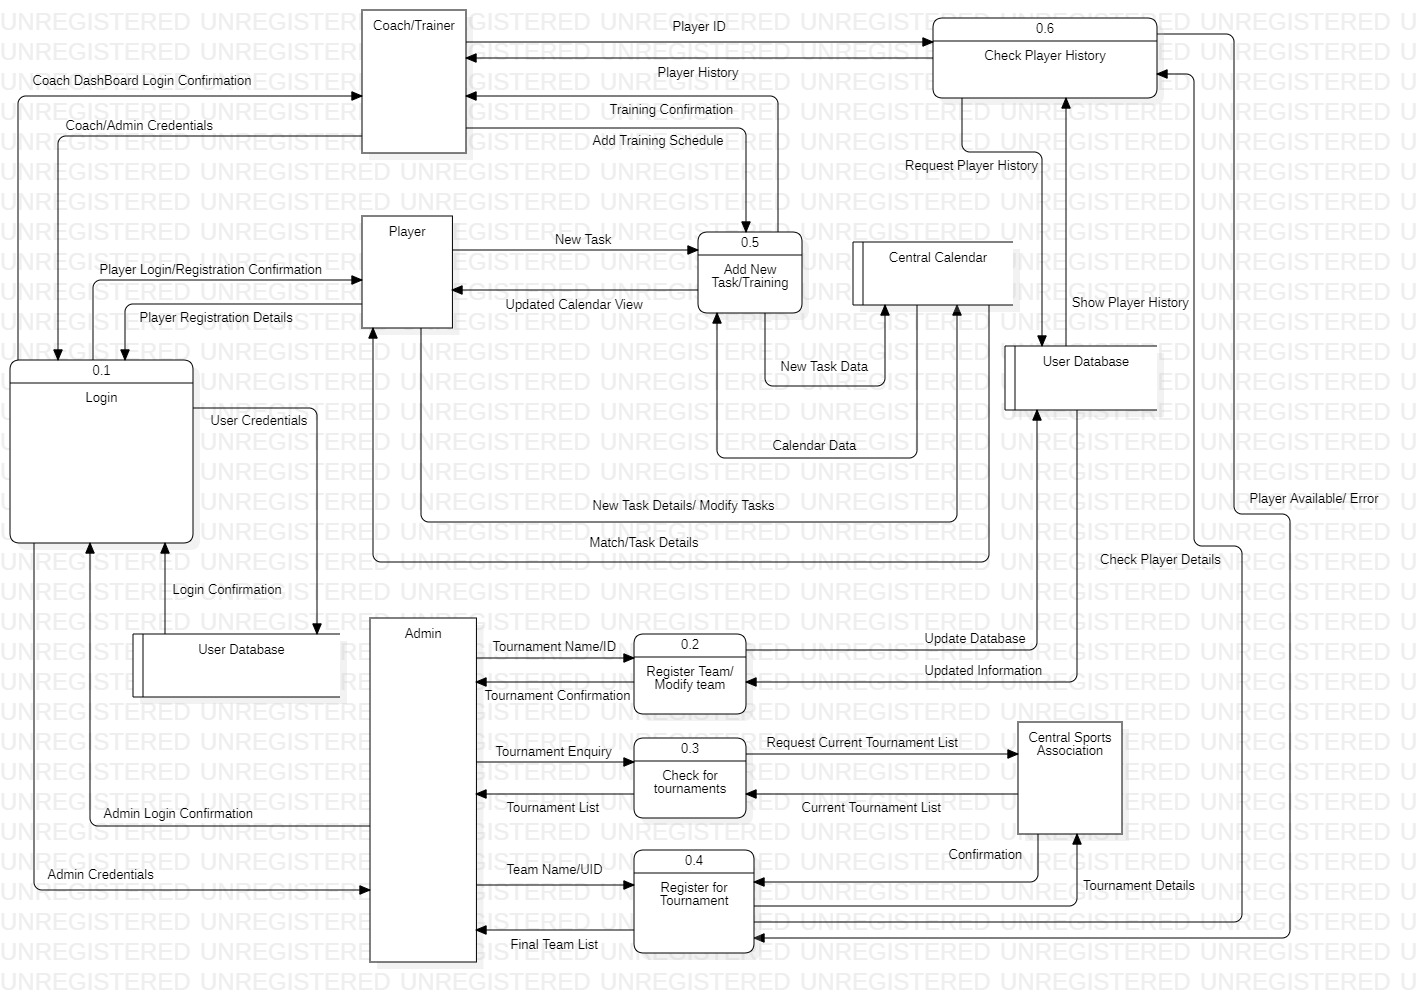 Coach/Trainer
Player ID
0.6
Check Player History
Player History
Coach DashBoard Login Confirmation
Training Confirmation
Coach/Admin Credentials
Add Training Schedule
Request Player History
Player
New Task
0.5
Add New
Task/Training
Central Calendar
Player Login/Registration Confirmation
Updated Calendar View
Show Player History
Player Registration Details
0.1
Login
New Task Data
User Database
User Credentials
Calendar Data
New Task Details/ Modify Tasks
Player Available/ Error
Match/Task Details
Check Player Details
Login Confirmation
User Database
Admin
Tournament Name/ID
0.2
Register Team/
Modify team
Update Database
Updated Information
Tournament Confirmation
Tournament Enquiry
0.3
Check for
tournaments
Request Current Tournament List
Central Sports
Association
Tournament List
Current Tournament List
Admin Login Confirmation
Confirmation
Admin Credentials
Team Name/UID
0.4
Register for
Tournament
Tournament Details
Final Team List
UNREGISTERED